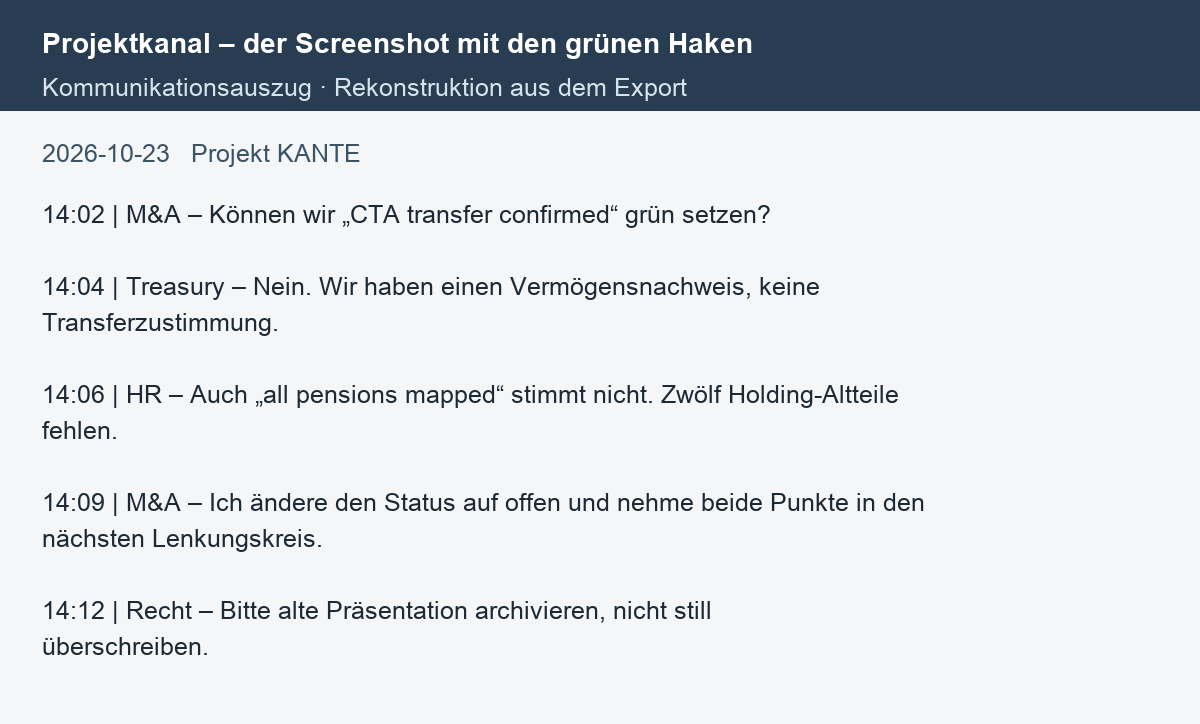 Projektkanal – der Screenshot mit den grünen Haken
Kommunikationsauszug · Rekonstruktion aus dem Export
2026-10-23   Projekt KANTE
14:02 | M&A – Können wir „CTA transfer confirmed“ grün setzen?
14:04 | Treasury – Nein. Wir haben einen Vermögensnachweis, keine
Transferzustimmung.
14:06 | HR – Auch „all pensions mapped“ stimmt nicht. Zwölf Holding-Altteile
fehlen.
14:09 | M&A – Ich ändere den Status auf offen und nehme beide Punkte in den
nächsten Lenkungskreis.
14:12 | Recht – Bitte alte Präsentation archivieren, nicht still
überschreiben.